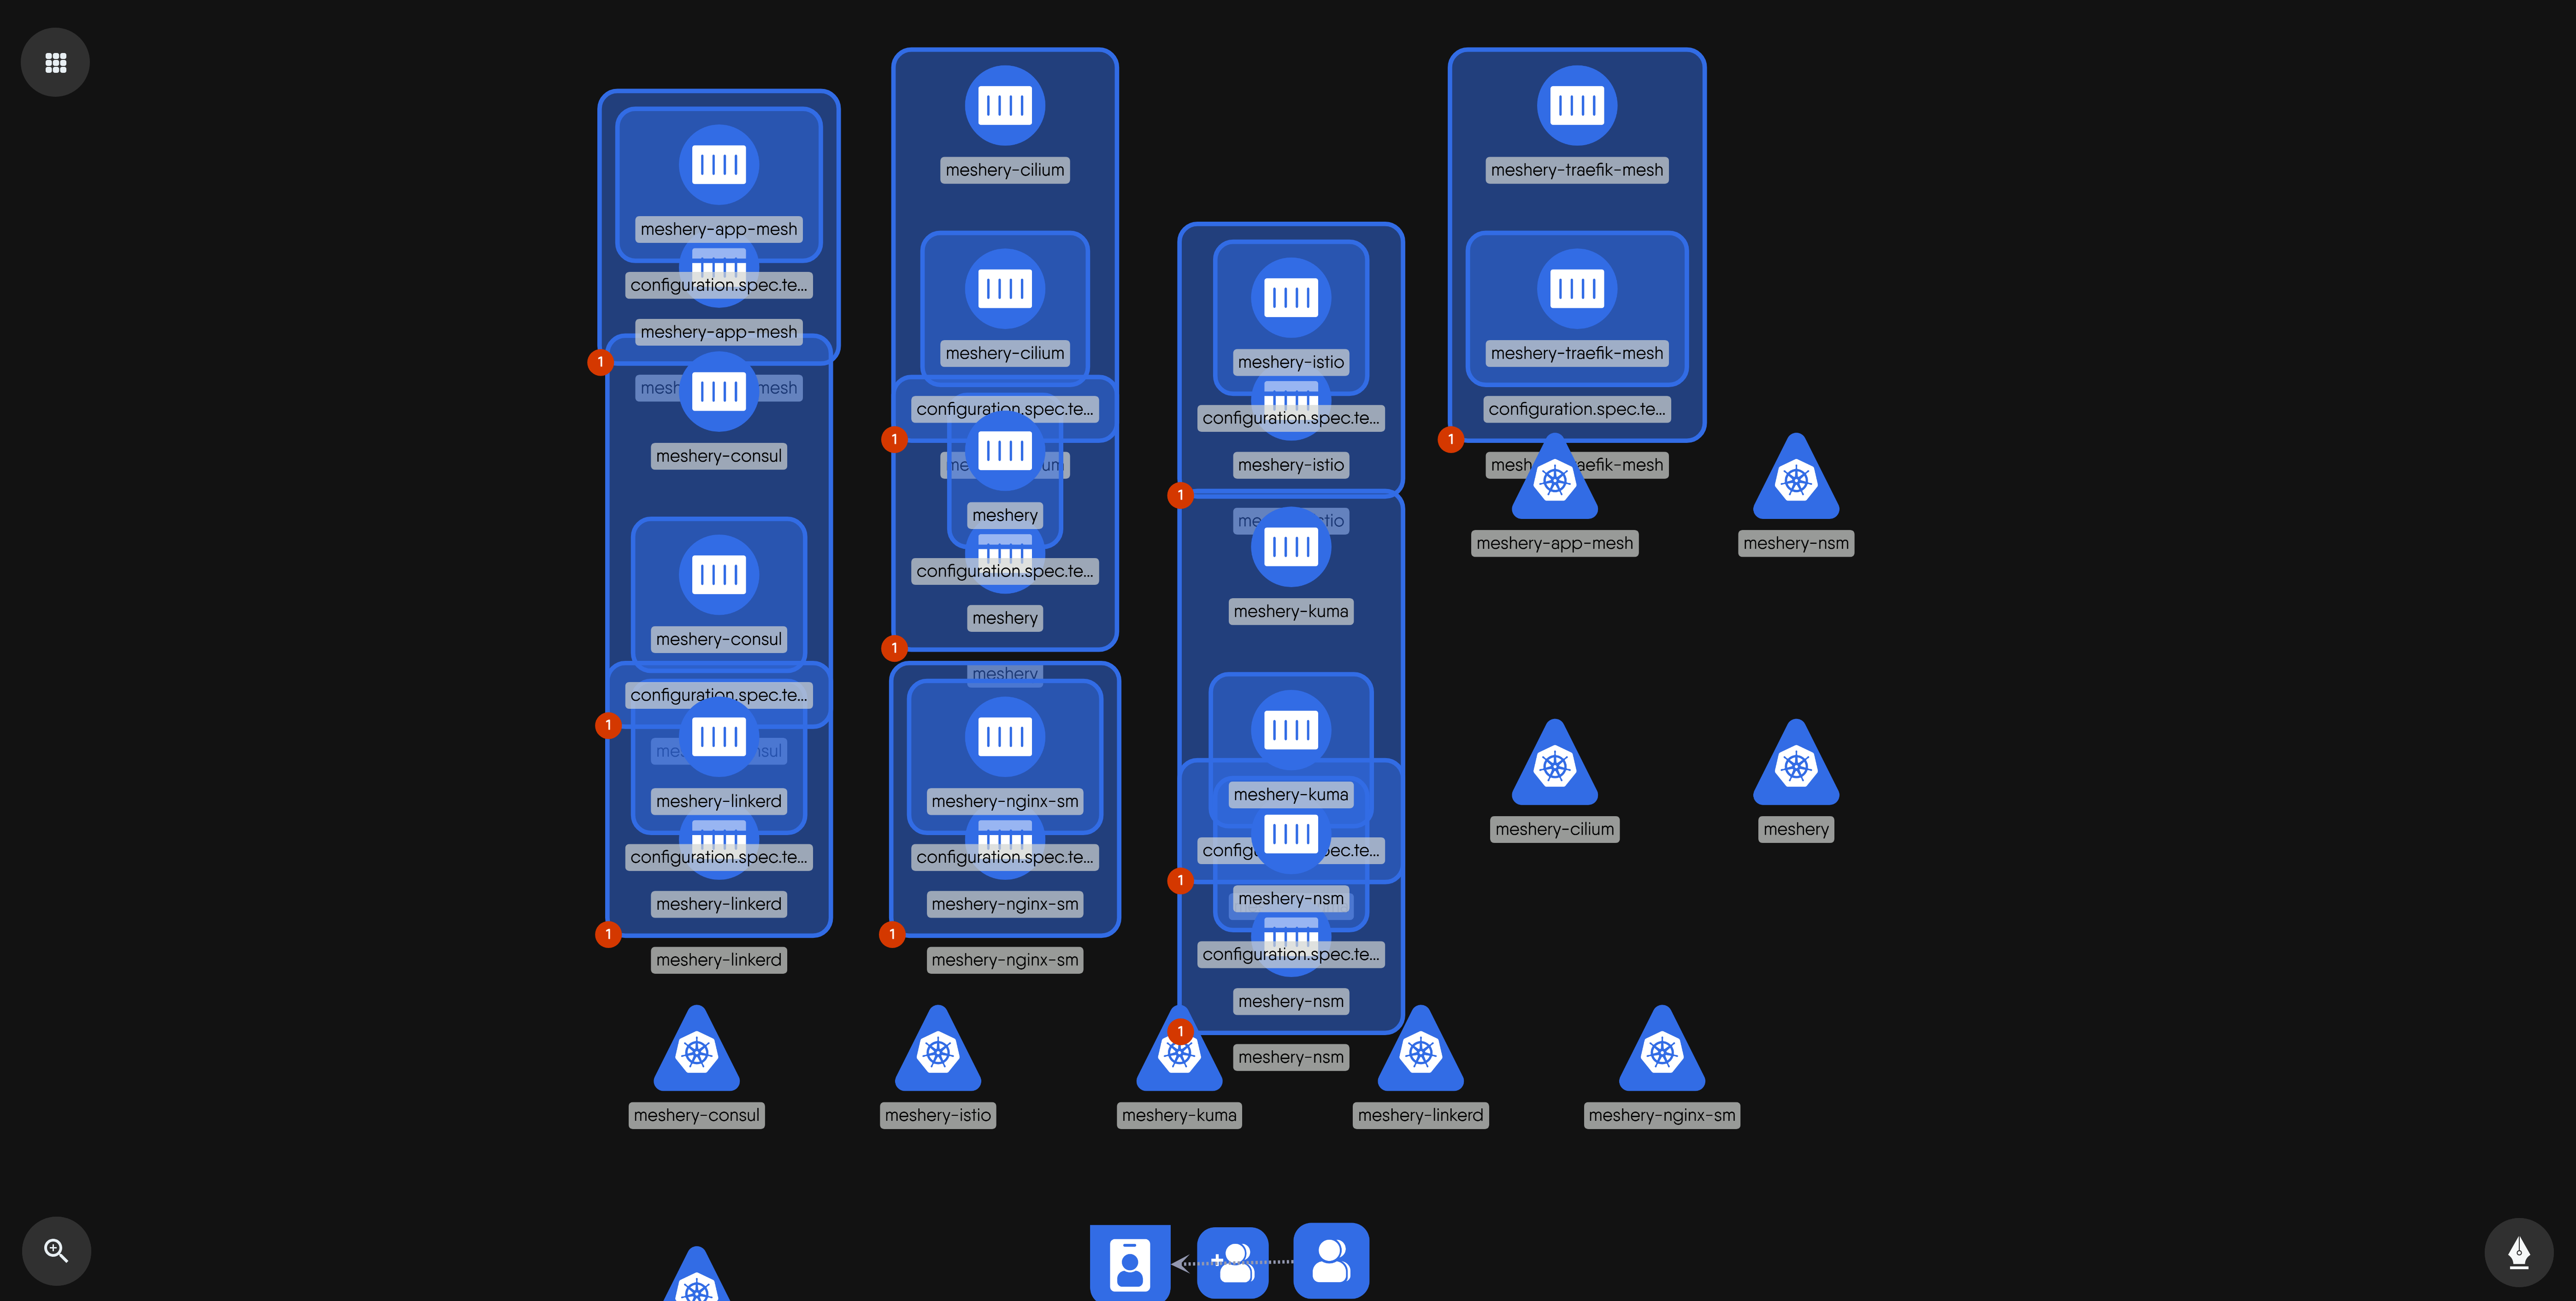 meshery-app-mesh
configuration.spec.te...
meshery-app-mesh
1
mesh mesh
meshery-consul
meshery-consul
configuration.spec.te...
1
me sul
meshery-linkerd
configuration.spec.te...
meshery-linkerd
1
meshery-linkerd
meshery-cilium
meshery-cilium
configuration.spec.te...
1
me um
meshery
configuration.spec.te...
meshery
1
meshery
meshery-nginx-sm
configuration.spec.te...
meshery-nginx-sm
1
meshery-nginx-sm
meshery-istio
configuration.spec.te...
meshery-istio
1
me stio
meshery-kuma
meshery-kuma
config ec.te...
1
meshery-nsm
configuration.spec.te...
meshery-nsm
1
meshery-nsm
meshery-traefik-mesh
meshery-traefik-mesh
configuration.spec.te...
1
mesh aefik-mesh
meshery-app-mesh
meshery-nsm
meshery-cilium
meshery
meshery-consul
meshery-istio
meshery-kuma
meshery-linkerd
meshery-nginx-sm